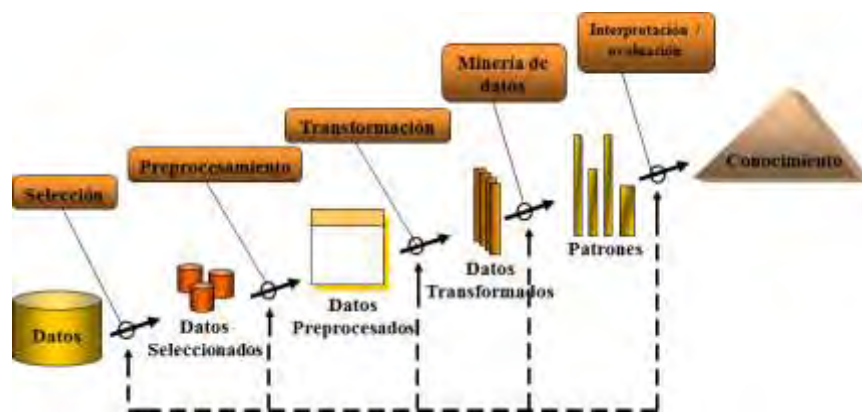 Interpretación /
evaluación
Minería de
datos
Transformación
Preprocesamiento
Selección
Conocimiento
Patrones
Datos
Transformados
Datos
Preprocesados
Datos
Seleccionados
Datos